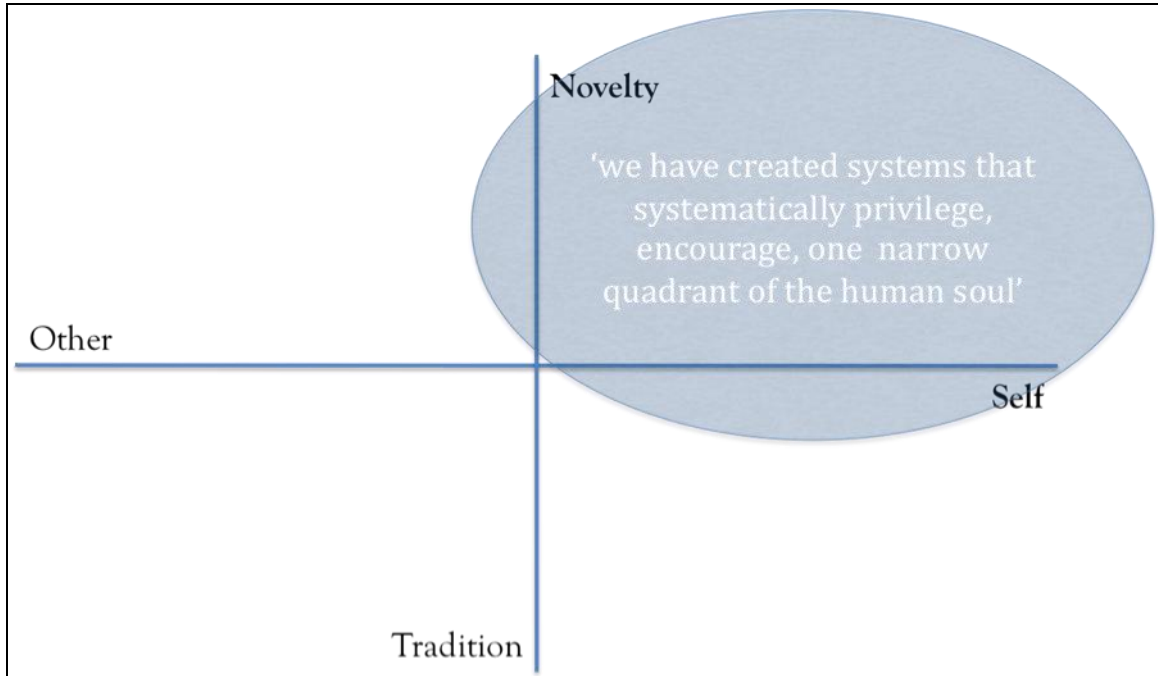 Novelty
‘we have created systems that
systematically privilege,
encourage, one narrow
quadrant of the human soul’
Other
Self
Tradition